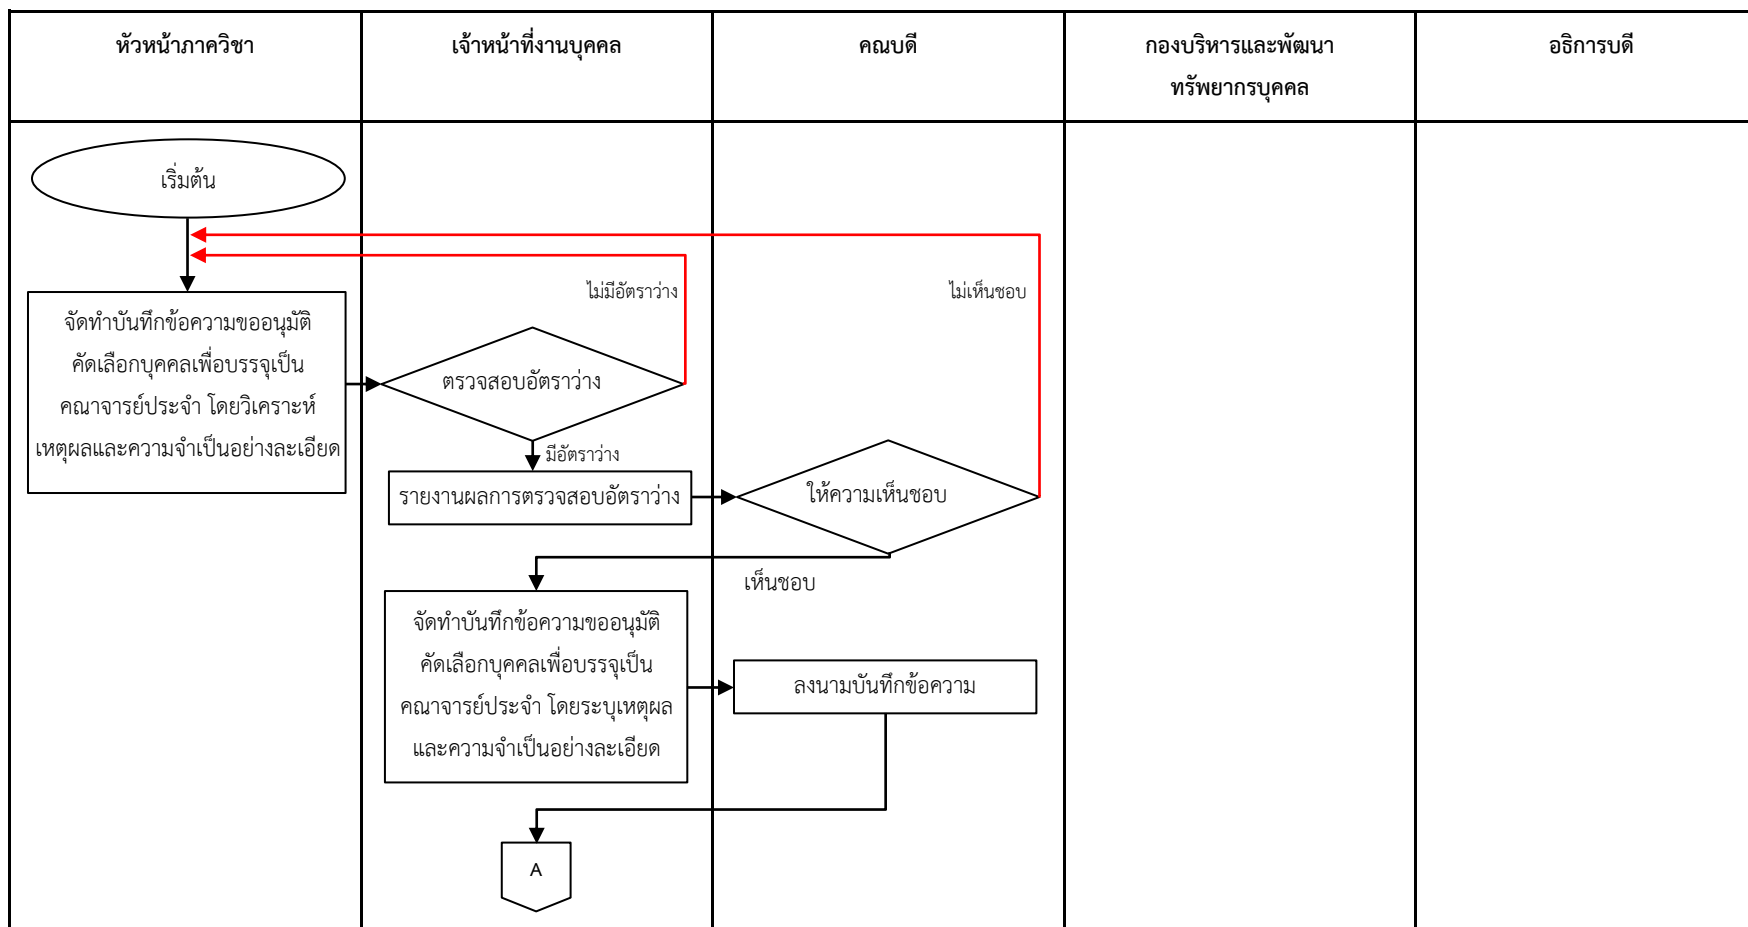 หัวหน้าภาควิชา
เจ้าหน้าที่งานบุคคล
คณบดี
กองบริหารและพัฒนา
ทรัพยากรบุคคล
อธิการบดี
เริ่มต้น
ไม่มีอัตราว่าง
ไม่เห็นชอบ
จัดทำบันทึกข้อความขออนุมัติ
คัดเลือกบุคคลเพื่อบรรจุเป็น
คณาจารย์ประจำ โดยวิเคราะห์
เหตุผลและความจำเป็นอย่างละเอียด
ตรวจสอบอัตราว่าง
มีอัตราว่าง
รายงานผลการตรวจสอบอัตราว่าง
ให้ความเห็นชอบ
เห็นชอบ
จัดทำบันทึกข้อความขออนุมัติ
คัดเลือกบุคคลเพื่อบรรจุเป็น
คณาจารย์ประจำ โดยระบุเหตุผล
และความจำเป็นอย่างละเอียด
ลงนามบันทึกข้อความ
A